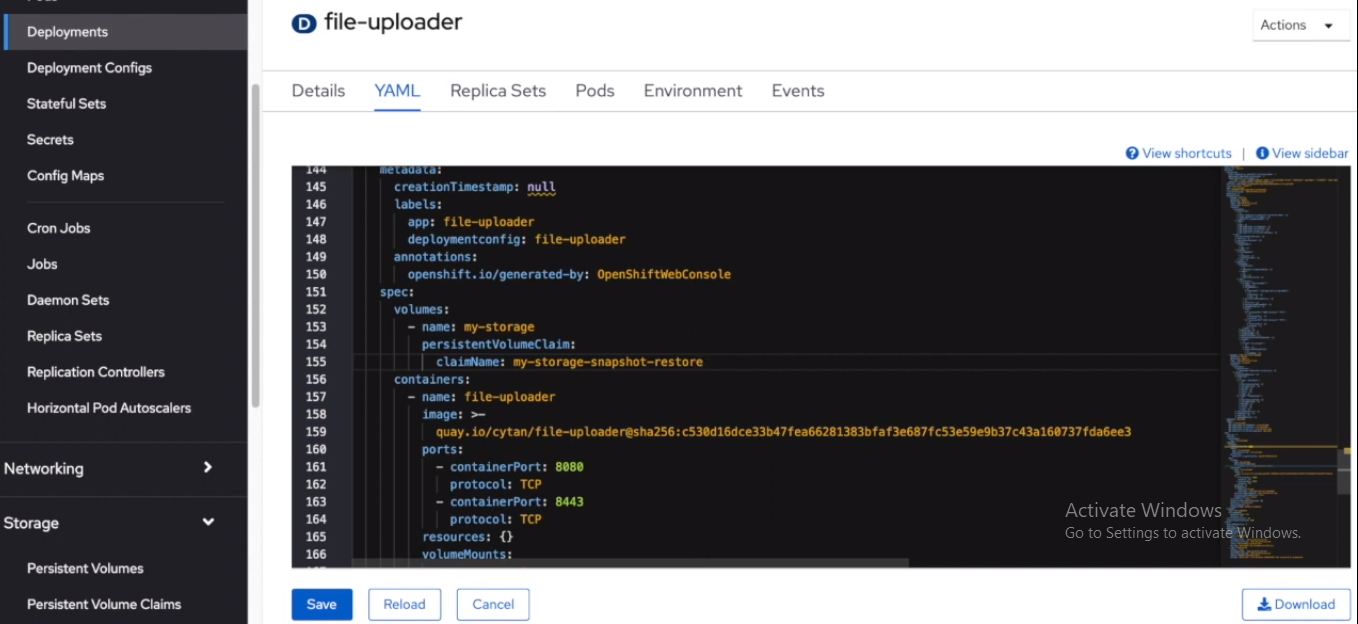 Deployments
Deployment Configs
Stateful Sets
Secrets
Config Maps
Cron Jobs
Jobs
Daemon Sets
Replica Sets
Replication Controllers
Horizontal Pod Autoscalers
Networking
Storage
Persistent Volumes
Persistent Volume Claims
D file-uploader
Actions
Details YAML Replica Sets Pods Environment Events
View shortcuts | View sidebar
144 metadata:
145 creationTimestamp: null
146 labels:
147 app: file-uploader
148 deploymentconfig: file-uploader
149 annotations:
150 openshift.io/generated-by: OpenShiftWebConsole
151 spec:
152 volumes:
153 - name: my-storage
154 persistentVolumeClaim:
155 claimName: my-storage-snapshot-restore
156 containers:
157 - name: file-uploader
158 image: >-
159 quay.io/cytan/file-uploader@sha256:c530d16dce33b47fea66281383bfaf3e687fc53e59e9b37c43a160737fda6ee3
160 ports:
161 - containerPort: 8080
162 protocol: TCP
163 - containerPort: 8443
164 protocol: TCP
165 resources: {}
166 volumeMounts:
Activate Windows
Go to Settings to activate Windows.
Save Reload Cancel Download